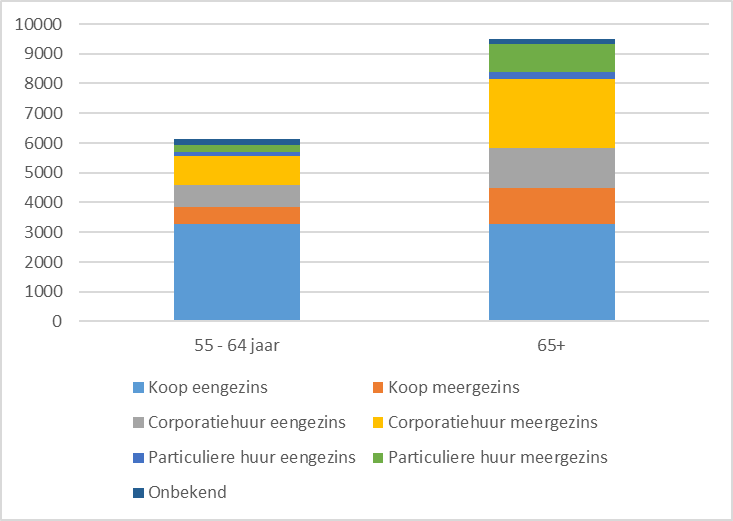 10000
9000
8000
7000
6000
5000
4000
3000
2000
1000
0
55 - 64 jaar 65+
Koop eengezins Koop meergezins
Corporatiehuur eengezins Corporatiehuur meergezins
Particuliere huur eengezins Particuliere huur meergezins
Onbekend